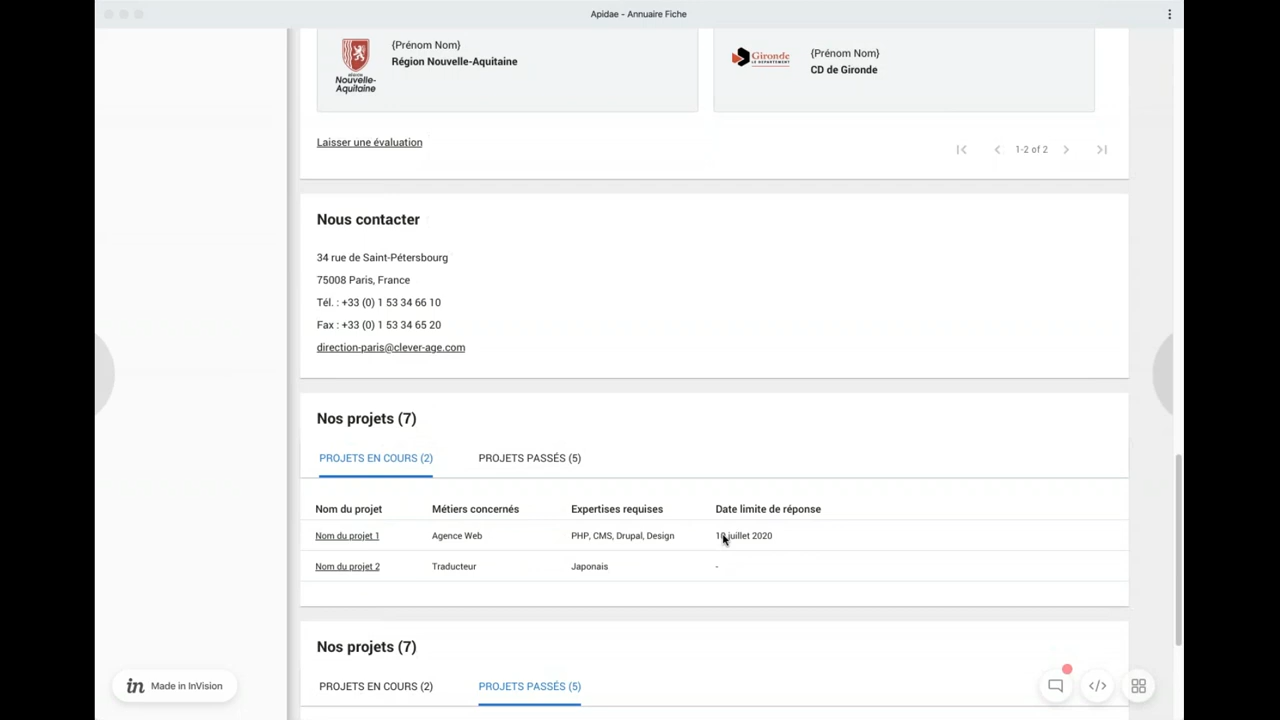 Apidae - Annuaire Fiche
RÉGION
Nouvelle-
Aquitaine
{Prénom Nom}
Région Nouvelle-Aquitaine
Gironde
LE DÉPARTEMENT
{Prénom Nom}
CD de Gironde
Laisser une évaluation
1-2 of 2
Nous contacter
34 rue de Saint-Pétersbourg
75008 Paris, France
Tél. : +33 (0) 1 53 34 66 10
Fax : +33 (0) 1 53 34 65 20
direction-paris@clever-age.com
Nos projets (7)
PROJETS EN COURS (2) PROJETS PASSÉS (5)
Nom du projet Métiers concernés Expertises requises Date limite de réponse
Nom du projet 1 Agence Web PHP, CMS, Drupal, Design juillet 2020
Nom du projet 2 Traducteur Japonais -
Nos projets (7)
PROJETS EN COURS (2) PROJETS PASSÉS (5)
in Made in InVision